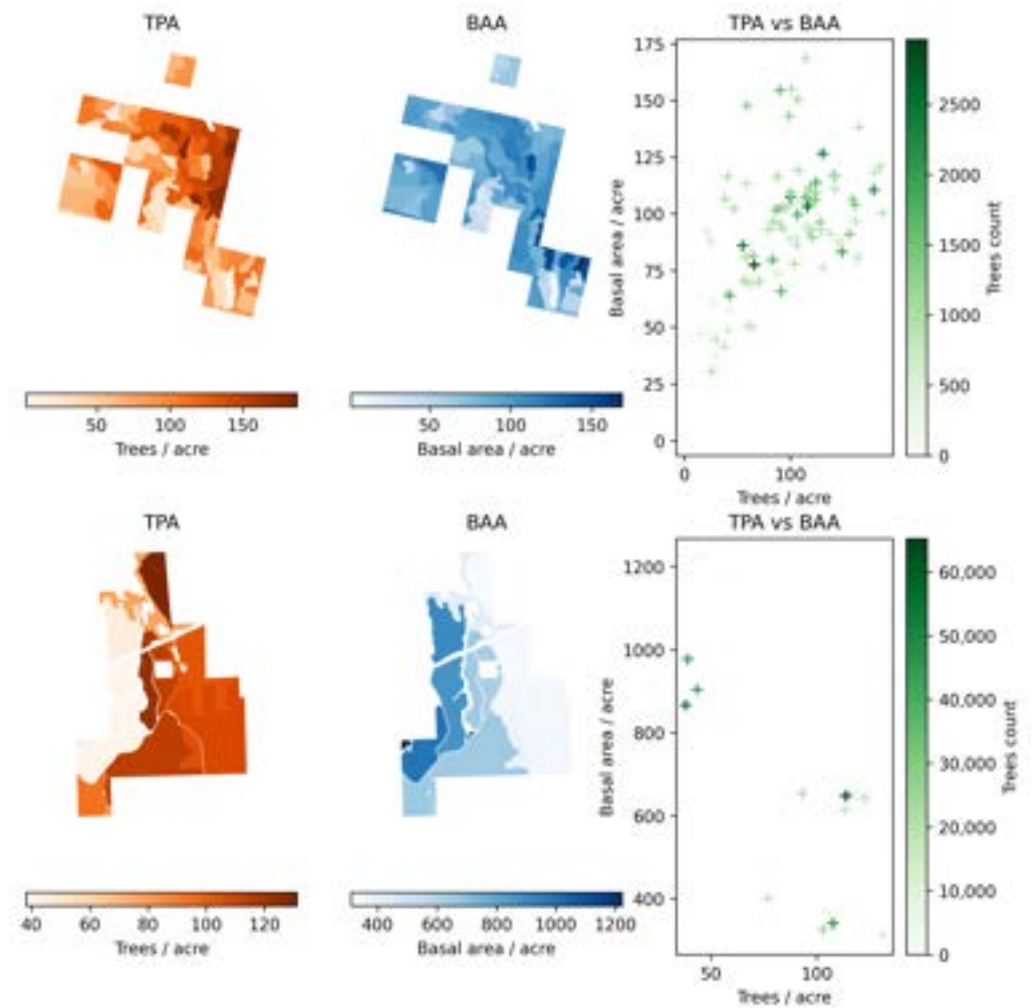 TPA
BAA
TPA vs BAA
175
150
125
100
75
50
25
0
Basal area / acre
0
100
Trees / acre
2500
2000
1500
1000
500
0
Trees count
50
100
150
Trees / acre
50
100
150
Basal area / acre
TPA
BAA
TPA vs BAA
1200
1000
800
600
400
Basal area / acre
50
100
Trees / acre
60,000
50,000
40,000
30,000
20,000
10,000
0
Trees count
40
60
80
100
120
Trees / acre
400
600
800
1000
1200
Basal area / acre